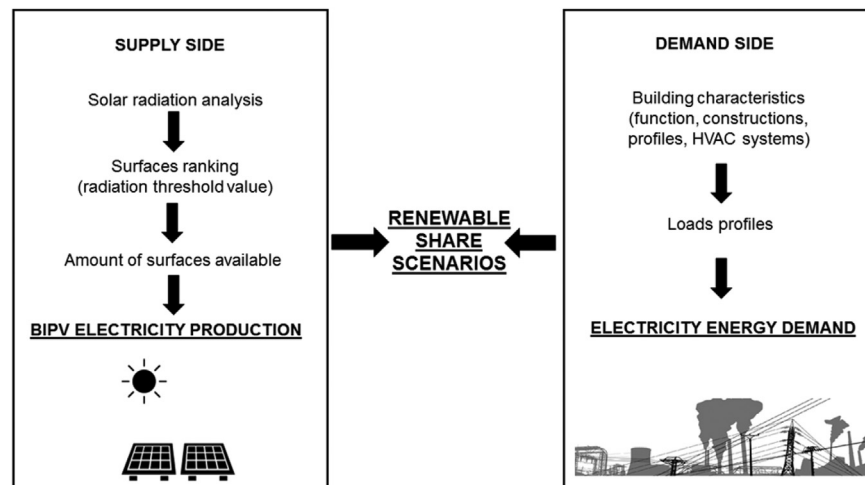 SUPPLY SIDE
Solar radiation analysis
Surfaces ranking
(radiation threshold value)
Amount of surfaces available
BIPV ELECTRICITY PRODUCTION
RENEWABLE
SHARE
SCENARIOS
DEMAND SIDE
Building characteristics
(function, constructions,
profiles, HVAC systems)
Loads profiles
ELECTRICITY ENERGY DEMAND